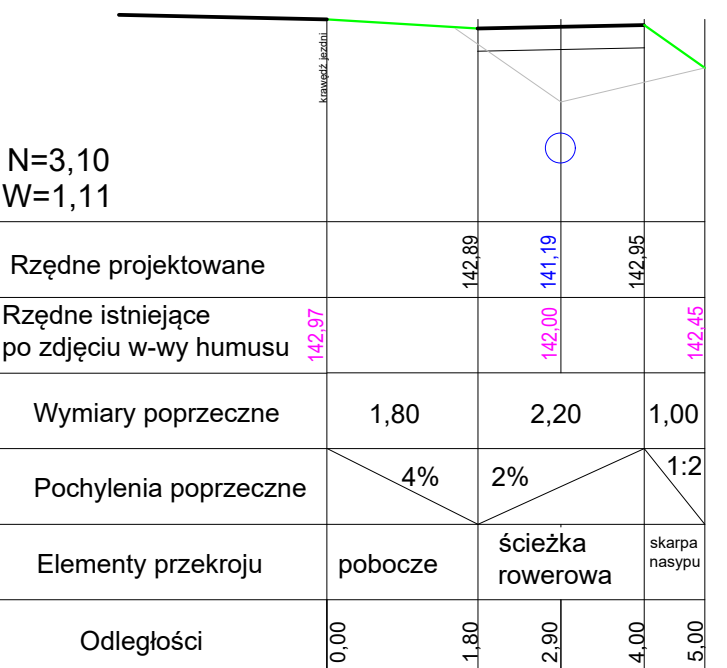 krawędź jezdni
N=3,10
W=1,11
Rzędne projektowane
142,89
141,19
142,95
Rzędne istniejące
po zdjęciu w-wy humusu
142,97
142,00
142,45
Wymiary poprzeczne
1,80
2,20
1,00
Pochylenia poprzeczne
4%
2%
1:2
Elementy przekroju
pobocze
ścieżka
rowerowa
skarpa
nasypu
Odległości
0,00
1,80
2,90
4,00
5,00